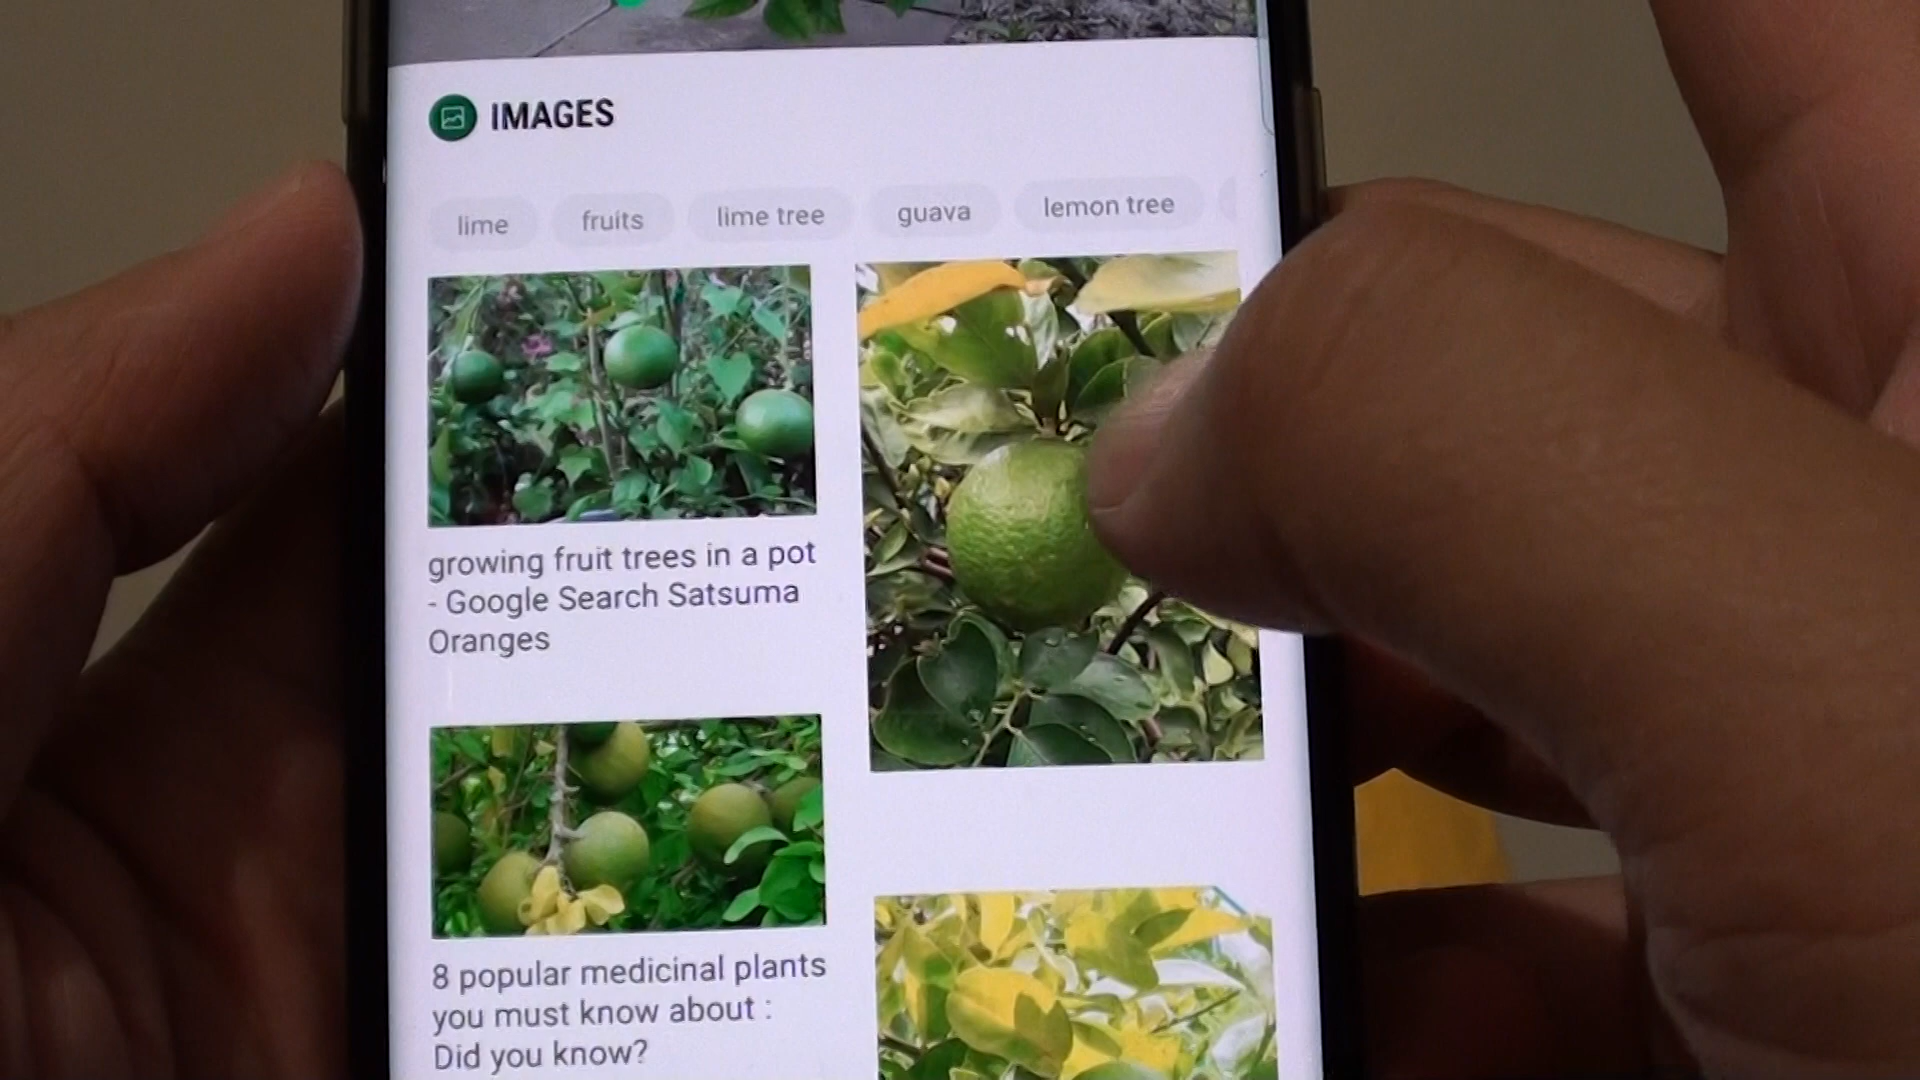 IMAGES
lime fruits lime tree guava lemon tree
growing fruit trees in a pot
- Google Search Satsuma
Oranges
8 popular medicinal plants
you must know about :
Did you know?